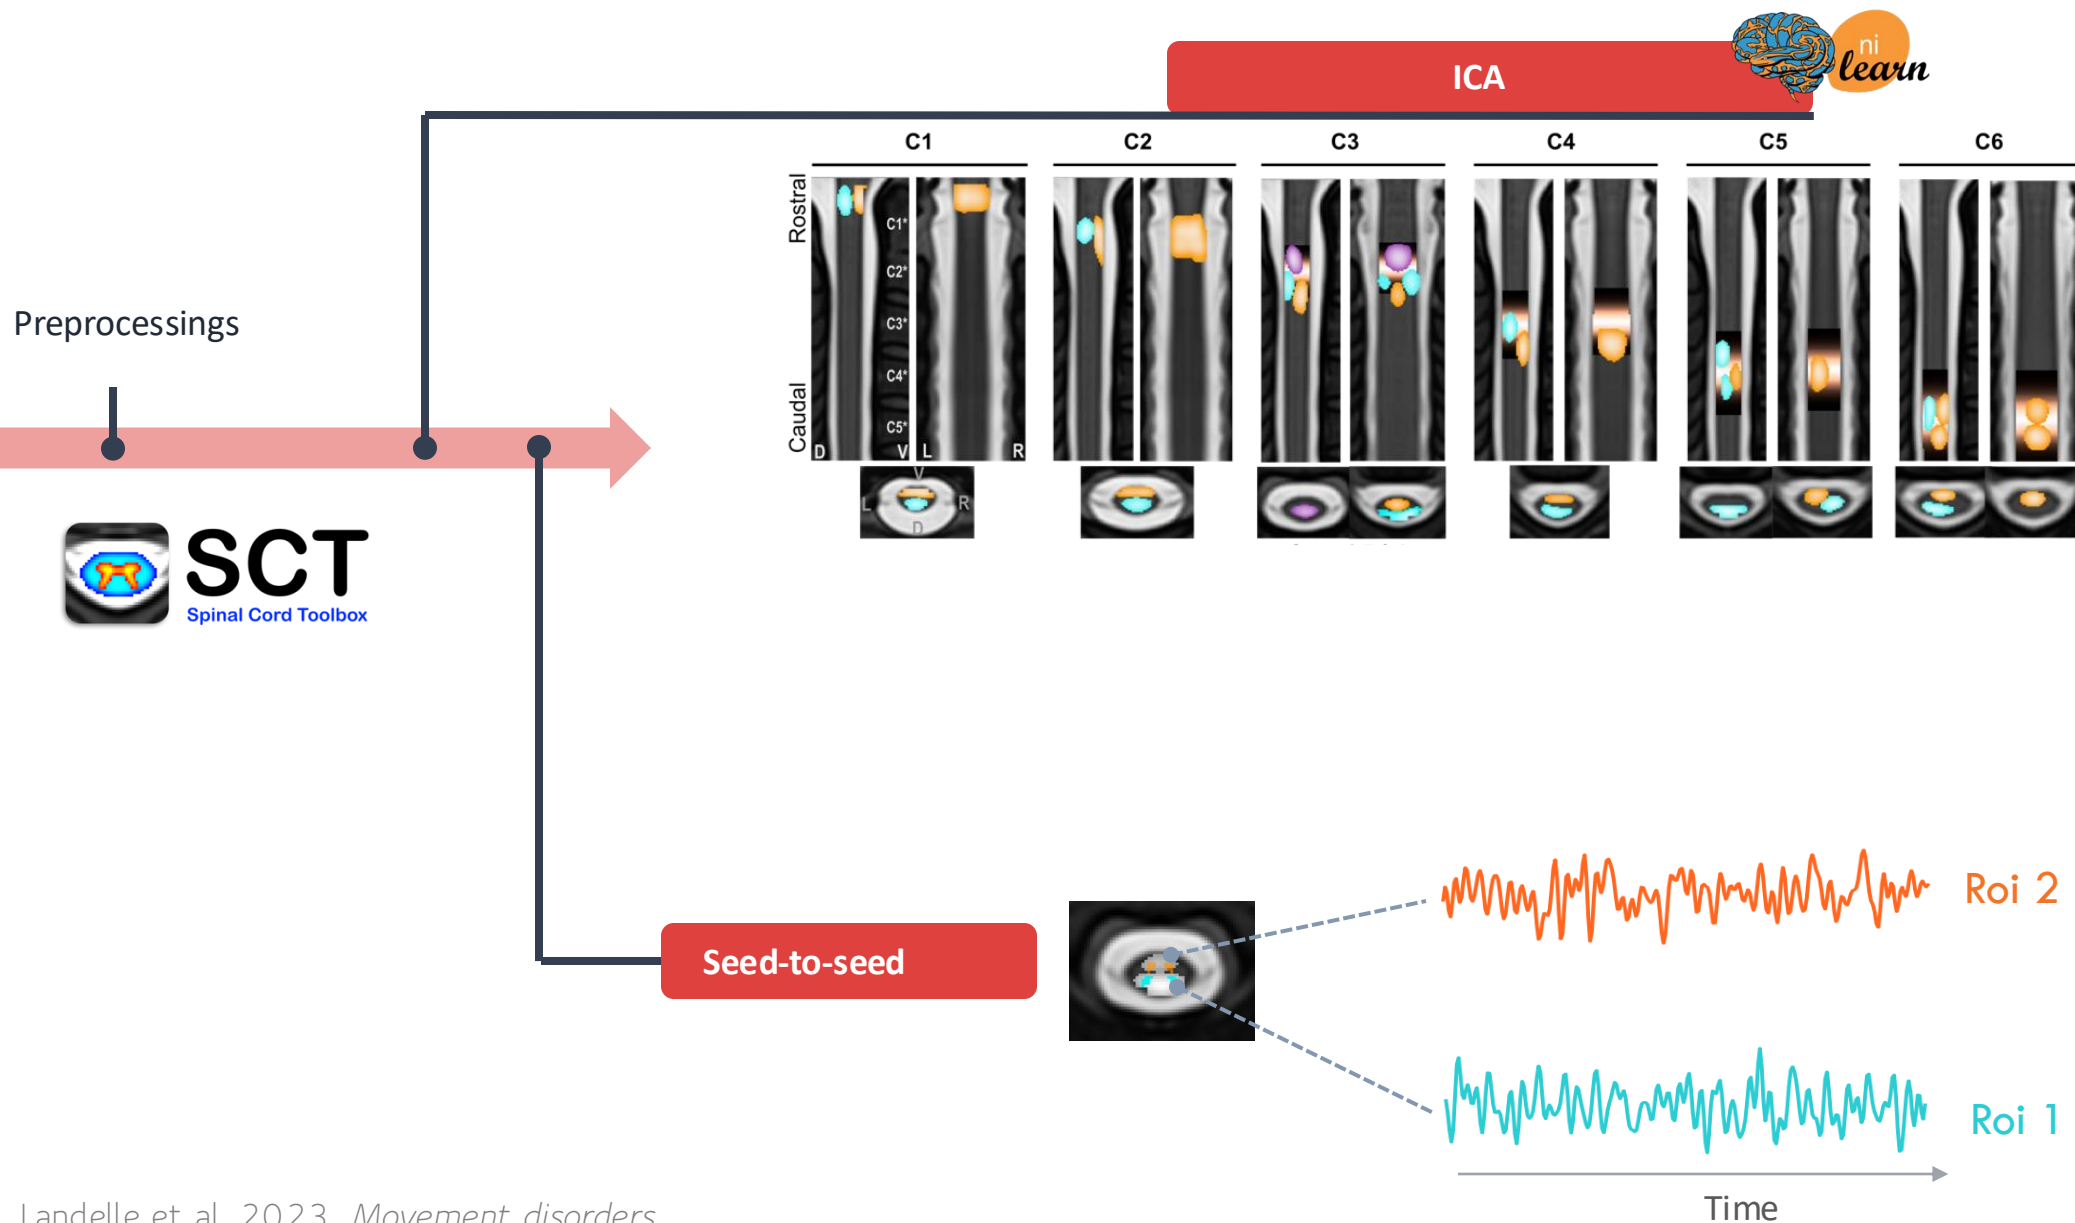 ICA
ni
learn
C1 C2 C3 C4 C5 C6
Rostral
Caudal
C1*
C2*
C3*
C4*
C5*
D V L R
V
L R
D
Preprocessings
SCT
Spinal Cord Toolbox
Seed-to-seed
Roi 2
Roi 1
Time
Landelle et al. 2023, Movement disorders